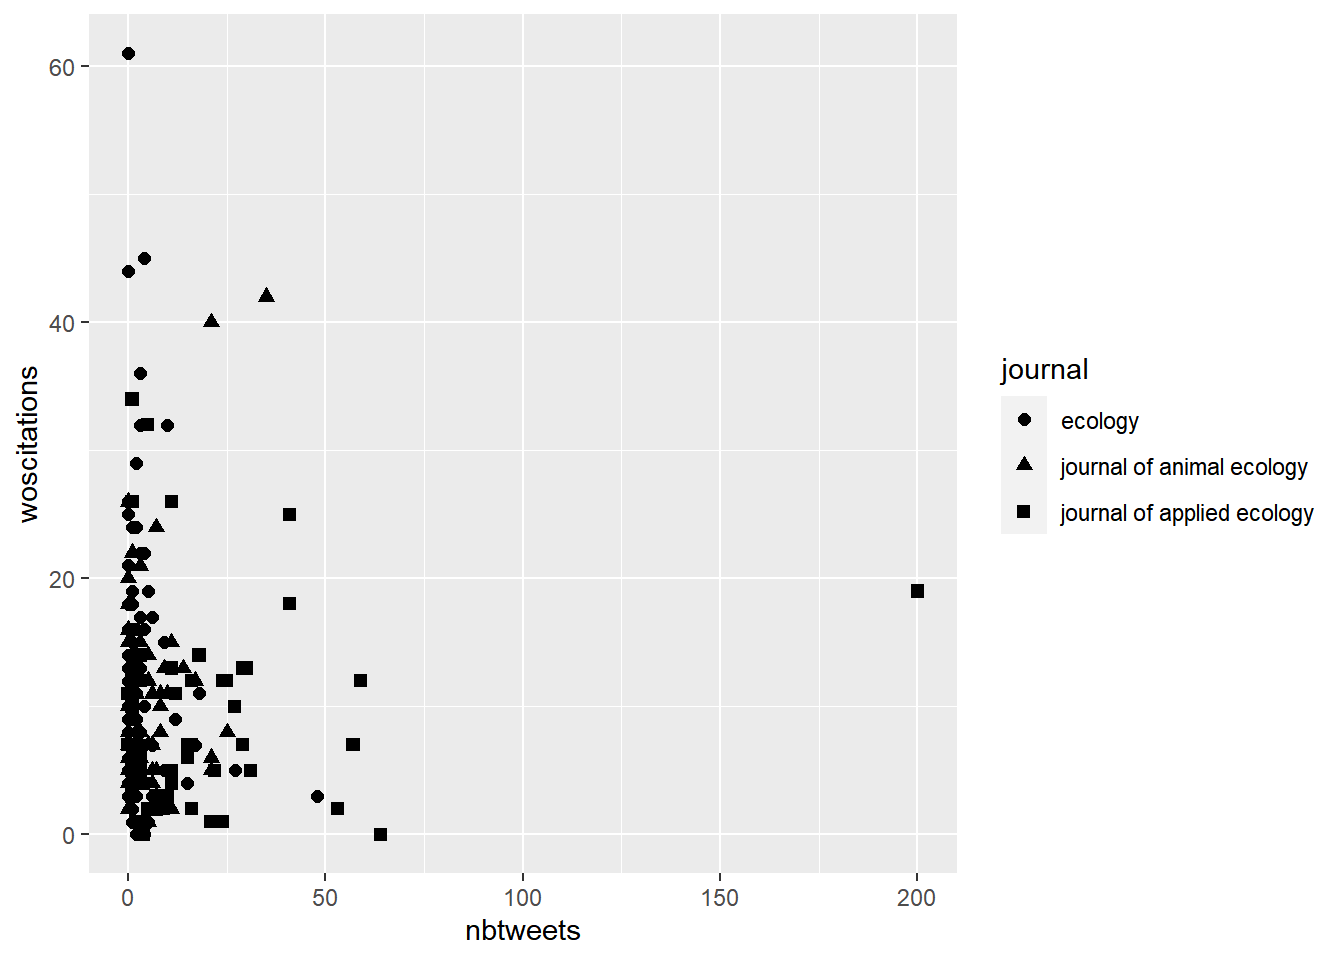 60
40
20
0
woscitations
0
50
100
150
200
nbtweets
journal
ecology
journal of animal ecology
journal of applied ecology